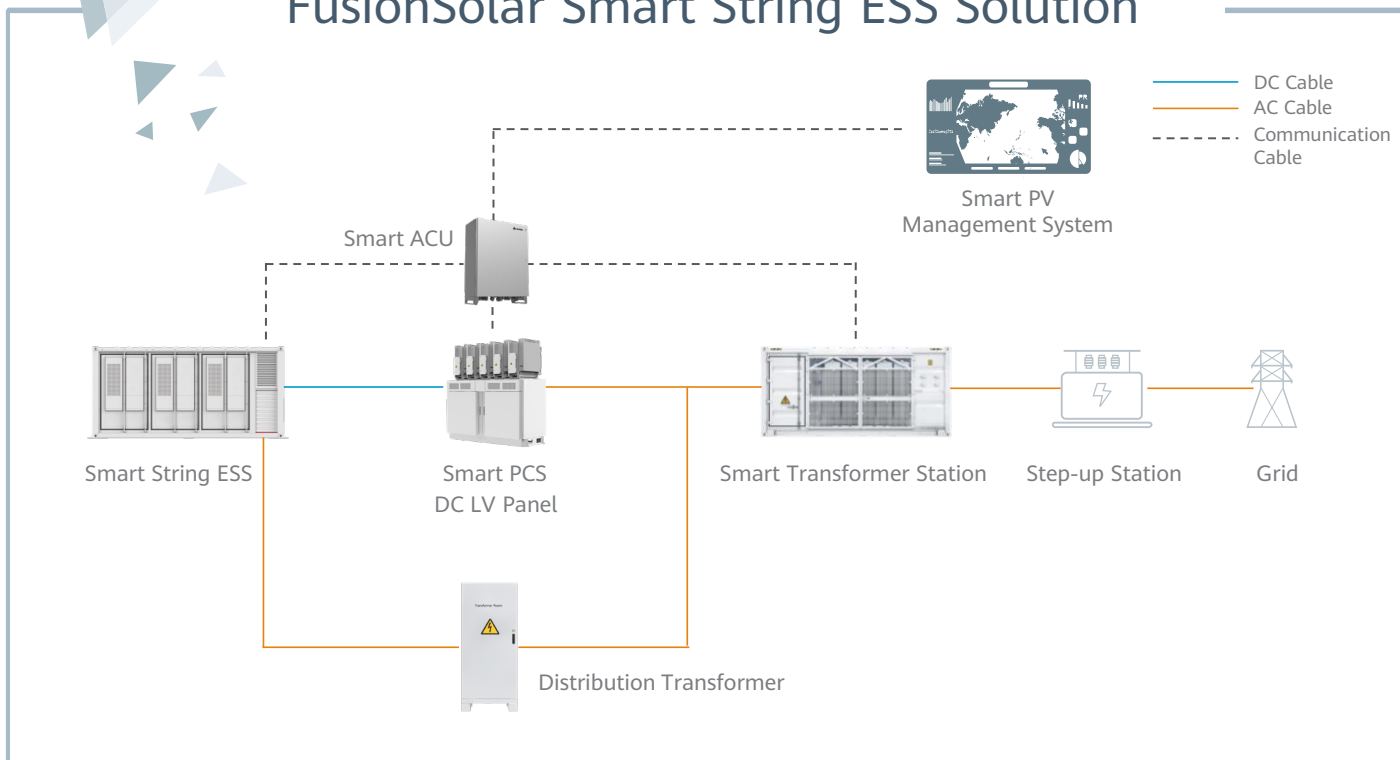 FusionSolar Smart String ESS Solution
DC Cable
AC Cable
Communication
Cable
Smart PV
Management System
Smart ACU
Smart String ESS
Smart PCS
DC LV Panel
Smart Transformer Station
Step-up Station
Grid
Distribution Transformer